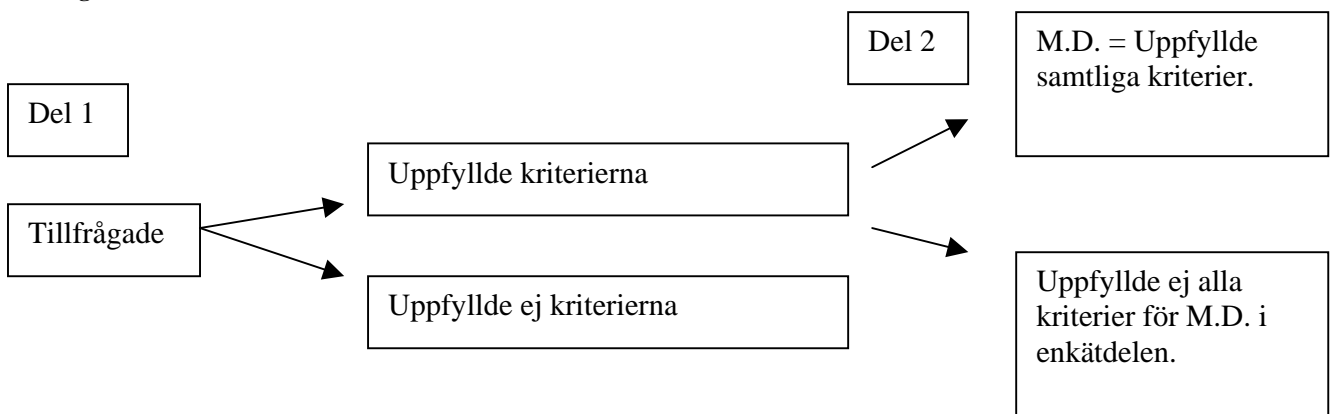 Del 2
M.D. = Uppfyllde
samtliga kriterier.
Del 1
Uppfyllde kriterierna
Tillfrågade
Uppfyllde ej kriterierna
Uppfyllde ej alla
kriterier för M.D. i
enkätdelen.